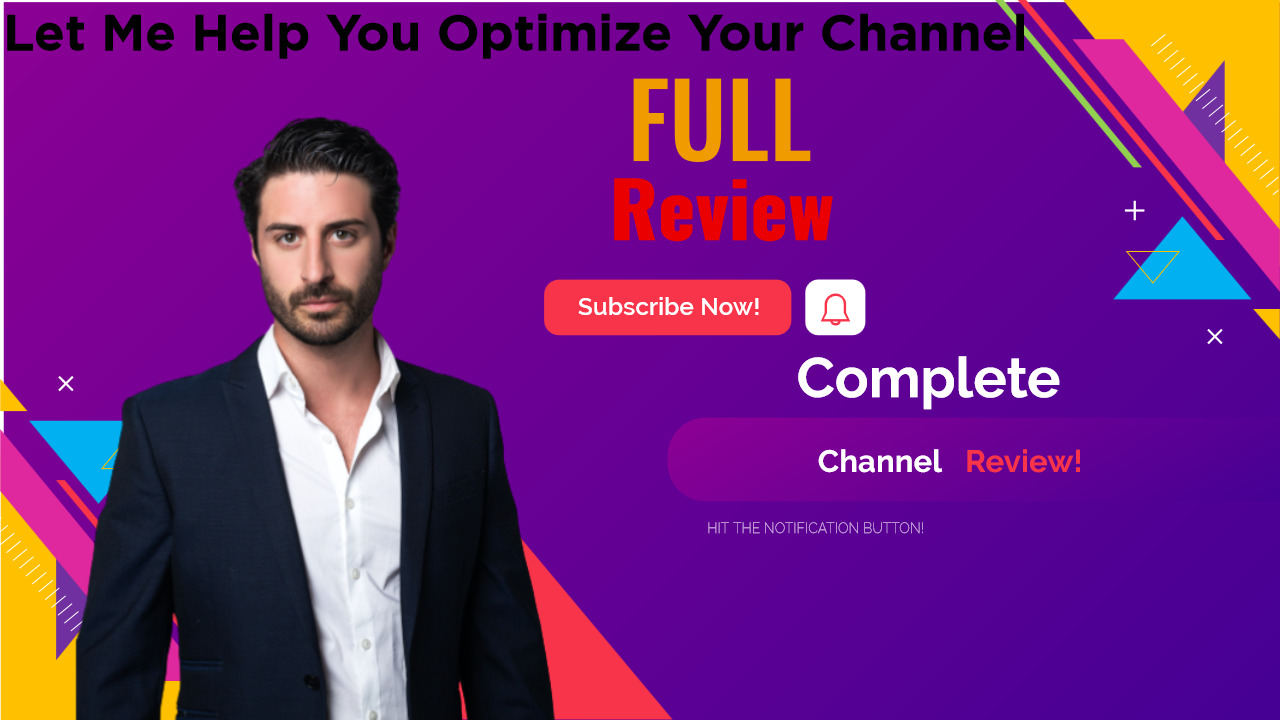 Let Me Help You Optimize Your Channel
FULL
Review
Subscribe Now!
Complete
Channel Review!
HIT THE NOTIFICATION BUTTON!